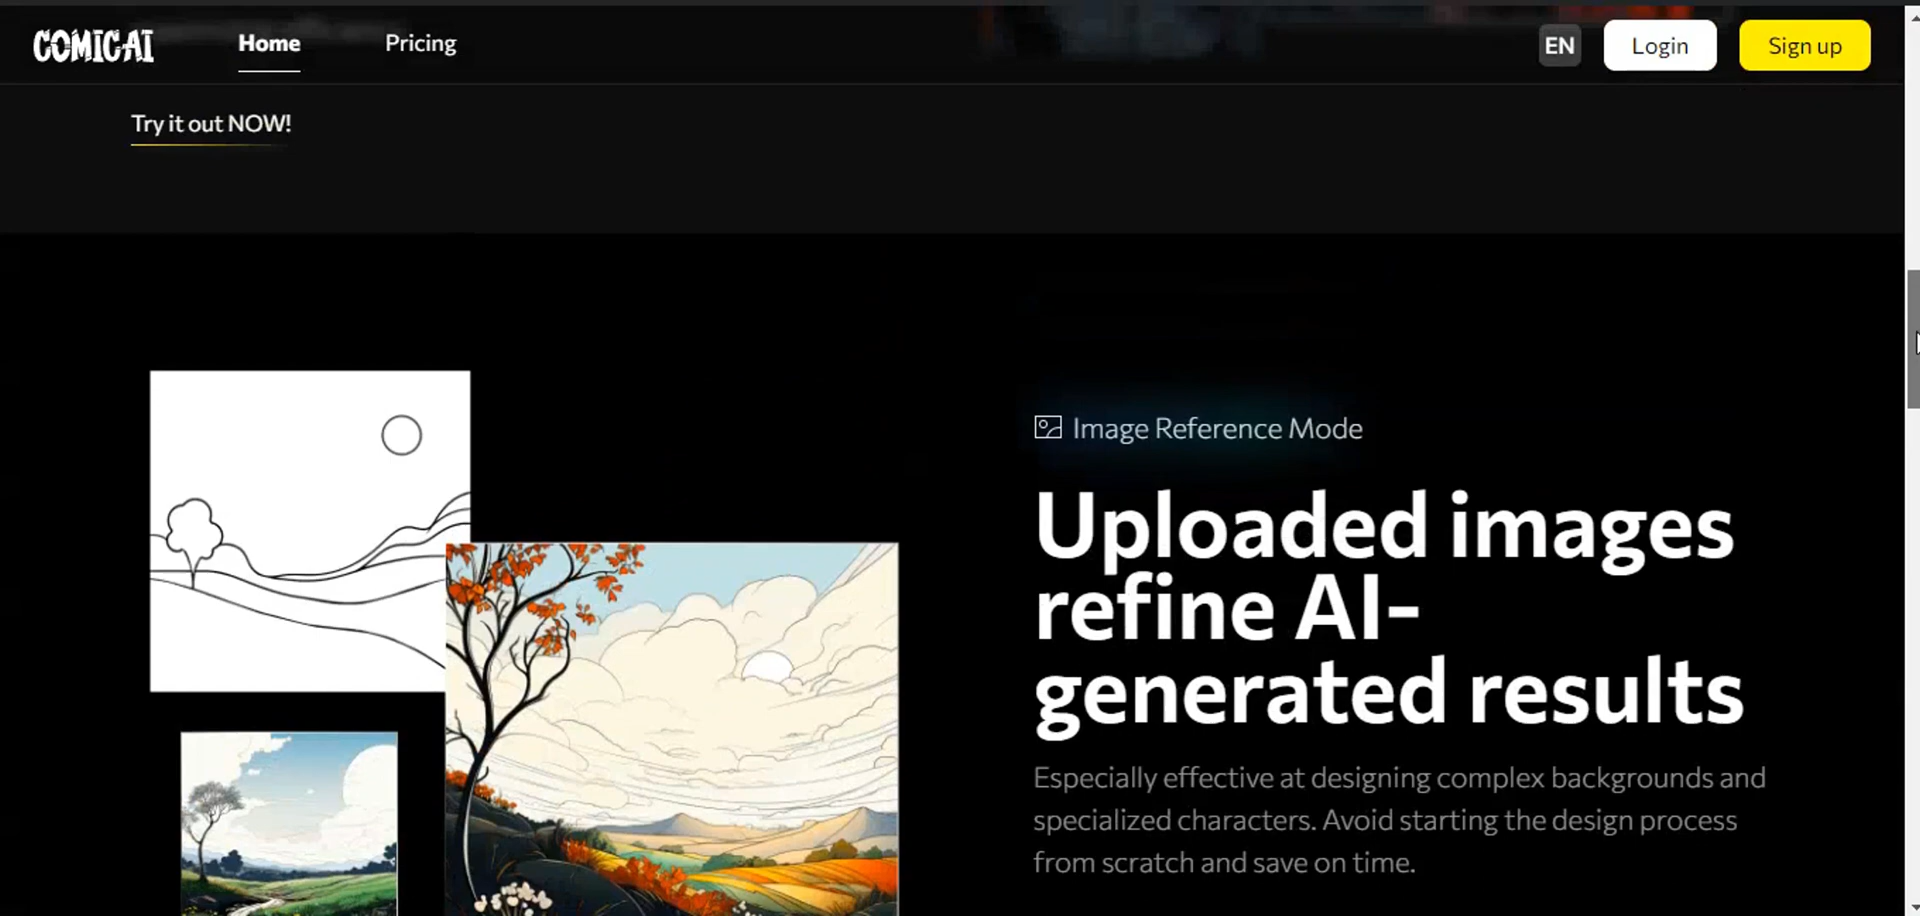 COMICAI
Home
Pricing
EN
Login
Sign up
Try it out NOW!
Image Reference Mode
Uploaded images
refine AI-
generated results
Especially effective at designing complex backgrounds and
specialized characters. Avoid starting the design process
from scratch and save on time.